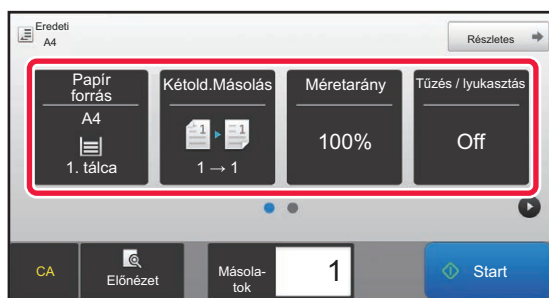 Eredeti
A4
Részletes
Papír
forrás
A4
1. tálca
Kétold.Másolás
1 → 1
Méretarány
100%
Tűzés / lyukasztás
Off
CA
Előnézet
Másola-
tok
1
Start